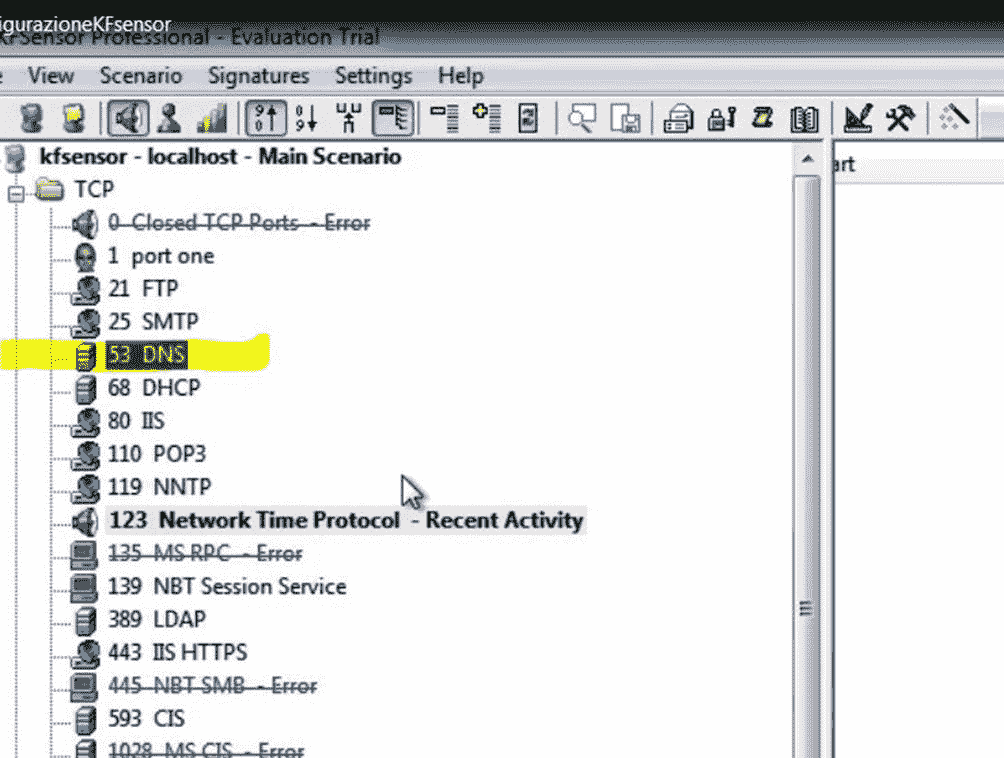 igurazioneKFsensor
KFSensor Professional - Evaluation Trial
View Scenario Signatures Settings Help
kfsensor - localhost - Main Scenario
art
TCP
0 Closed TCP Ports - Error
1 port one
21 FTP
25 SMTP
53 DNS
68 DHCP
80 IIS
110 POP3
119 NNTP
123 Network Time Protocol - Recent Activity
135 MS RPC - Error
139 NBT Session Service
389 LDAP
443 IIS HTTPS
445 NBT SMB - Error
593 CIS
1028 MS CIS - Error